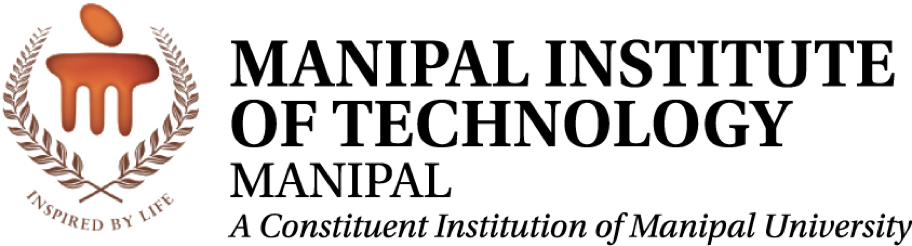 INSPIRED BY LIFE
MANIPAL INSTITUTE
OF TECHNOLOGY
MANIPAL
A Constituent Institution of Manipal University